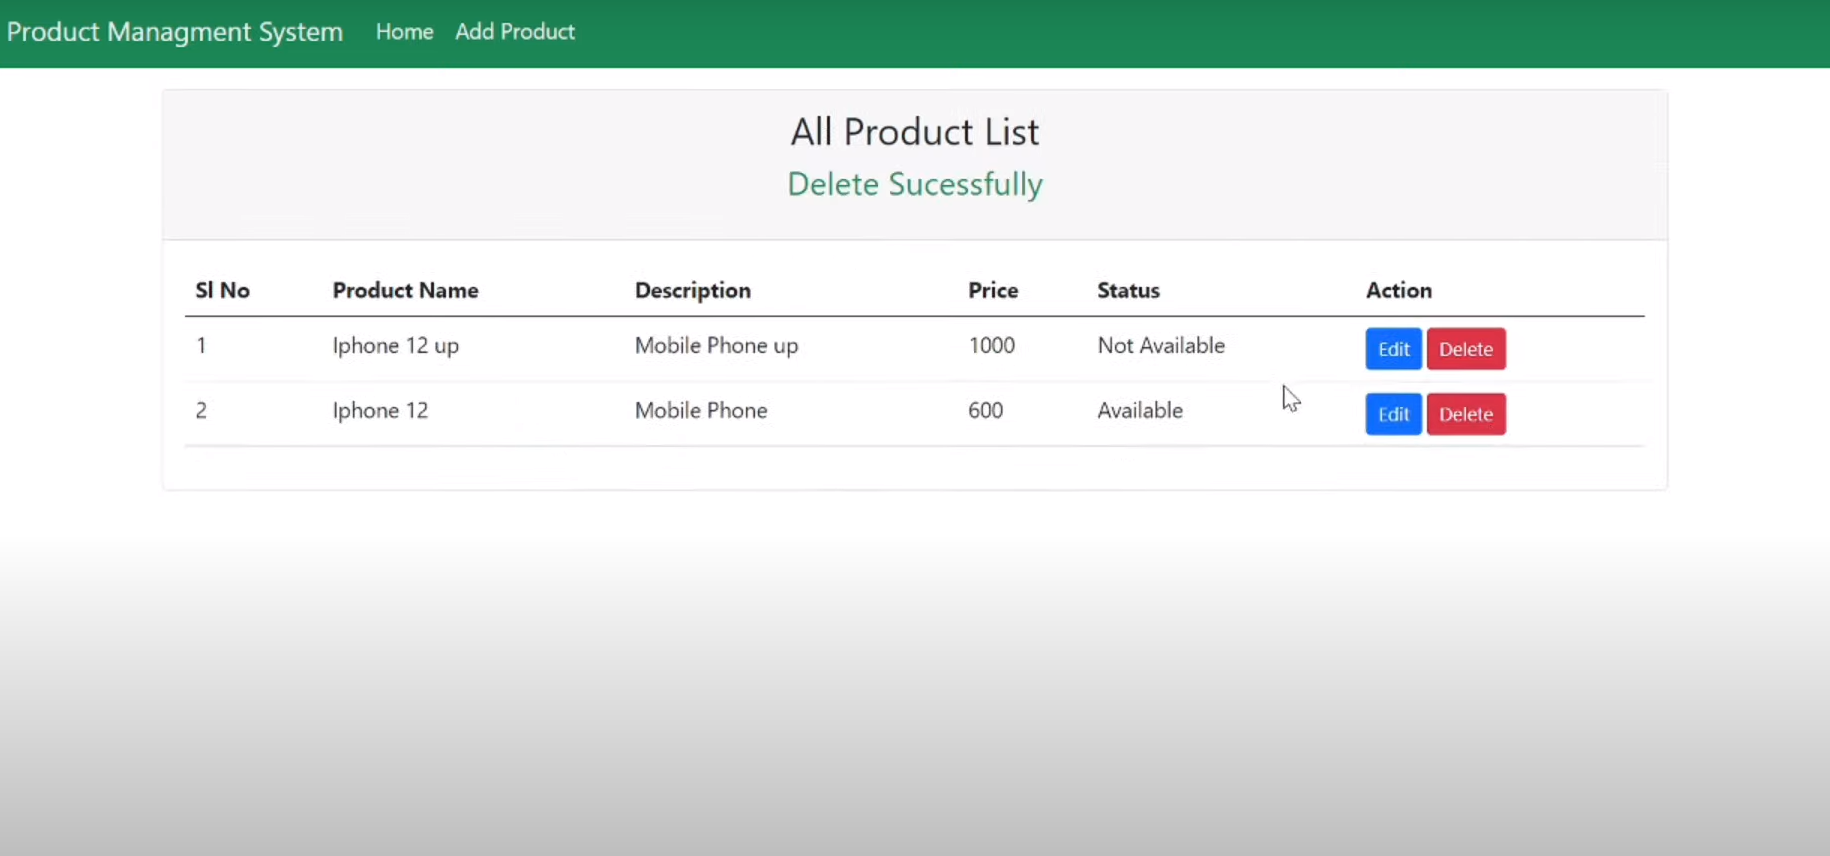 Product Managment System Home Add Product
All Product List
Delete Sucessfully
Sl No Product Name Description Price Status Action
1 Iphone 12 up Mobile Phone up 1000 Not Available Edit Delete
2 Iphone 12 Mobile Phone 600 Available Edit Delete